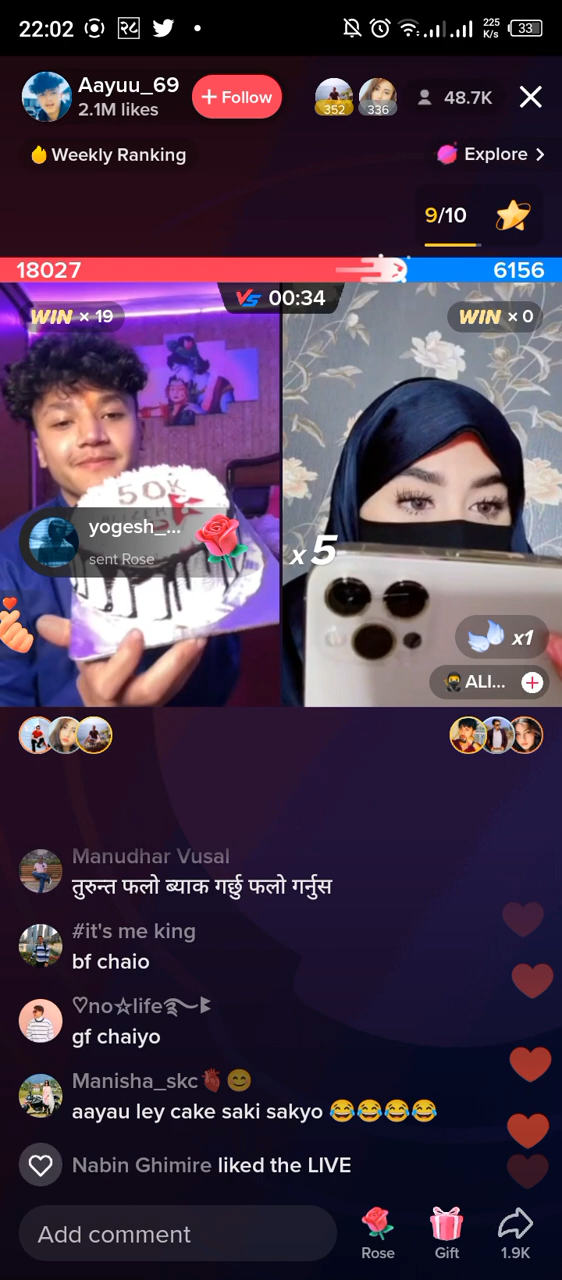 22:02 २८ 225 K/s 33
Aayuu_69
2.1M likes
+ Follow
352 336
48.7K
Weekly Ranking
Explore
9/10
18027 6156
VS 00:34
WIN × 19
WIN × 0
50K
yogesh_...
sent Rose
x5
x1
ALI...
Manudhar Vusal
तुरुन्त फलो ब्याक गर्छु फलो गर्नुस
#it's me king
bf chaio
♡no☆life
gf chaiyo
Manisha_skc🫀😊
aayau ley cake saki sakyo 😂😂😂😂
Nabin Ghimire liked the LIVE
Add comment
Rose Gift 1.9K